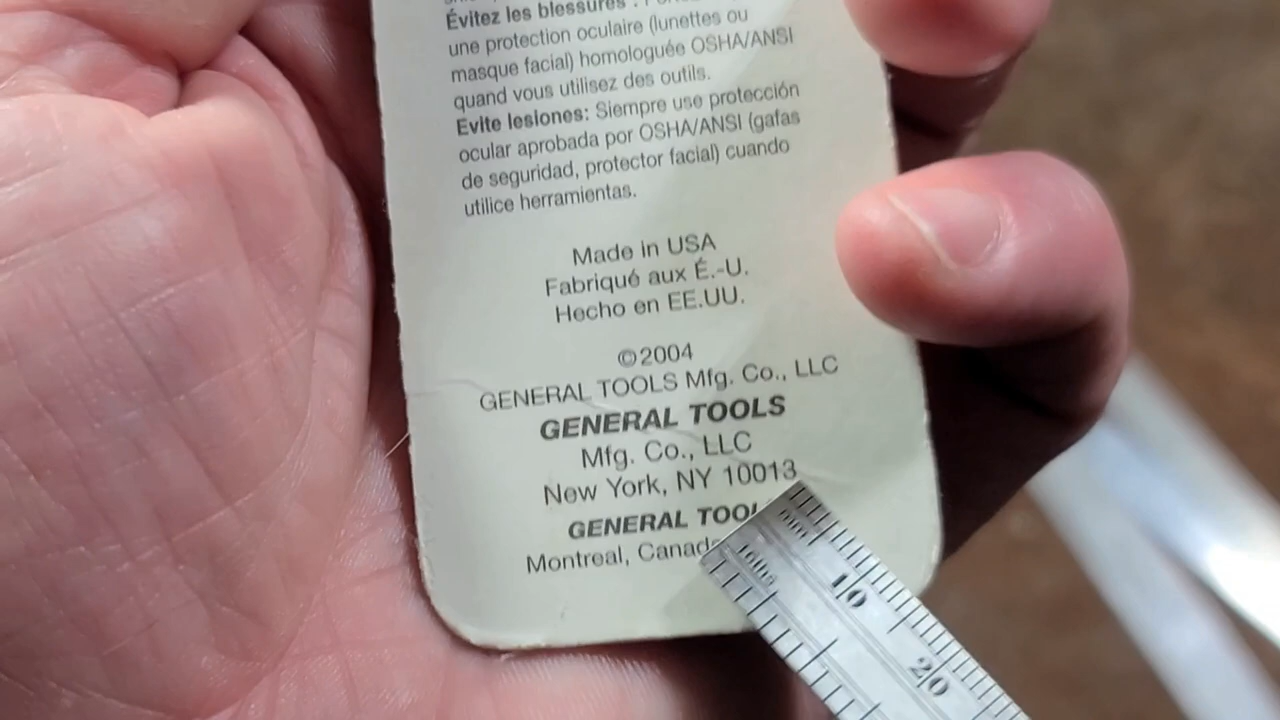 Évitez les blessures :
une protection oculaire (lunettes ou
masque facial) homologuée OSHA/ANSI
quand vous utilisez des outils.
Evite lesiones: Siempre use protección
ocular aprobada por OSHA/ANSI (gafas
de seguridad, protector facial) cuando
utilice herramientas.
Made in USA
Fabriqué aux É.-U.
Hecho en EE.UU.
©2004
GENERAL TOOLS Mfg. Co., LLC
GENERAL TOOLS
Mfg. Co., LLC
New York, NY 10013
GENERAL
Montreal,
mm
10ths
10
20